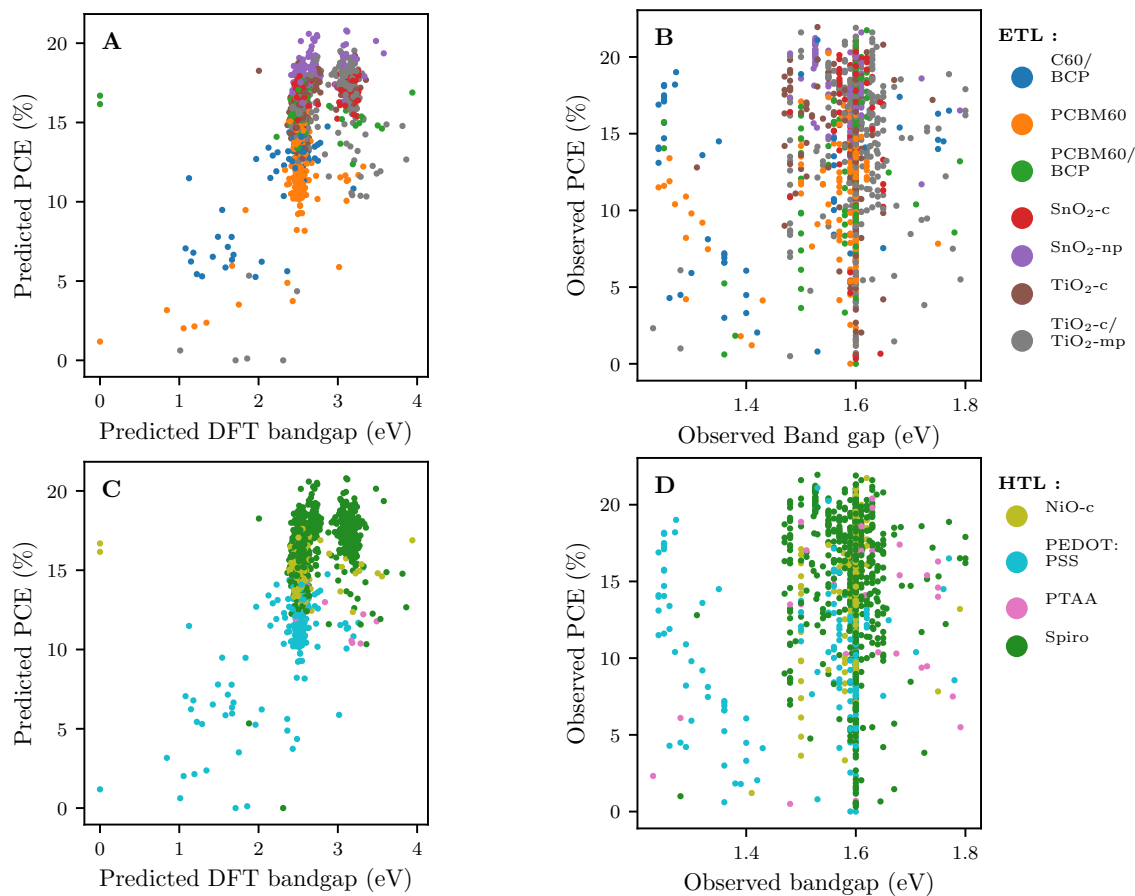 A
Predicted PCE (%)
20
15
10
5
0
0 1 2 3 4
Predicted DFT bandgap (eV)
B
Observed PCE (%)
20
15
10
5
0
1.4 1.6 1.8
Observed Band gap (eV)
ETL :
C60/
BCP
PCBM60
PCBM60/
BCP
SnO₂-c
SnO₂-np
TiO₂-c
TiO₂-c/
TiO₂-mp
C
Predicted PCE (%)
20
15
10
5
0
0 1 2 3 4
Predicted DFT bandgap (eV)
D
Observed PCE (%)
20
15
10
5
0
1.4 1.6 1.8
Observed bandgap (eV)
HTL :
NiO-c
PEDOT:
PSS
PTAA
Spiro